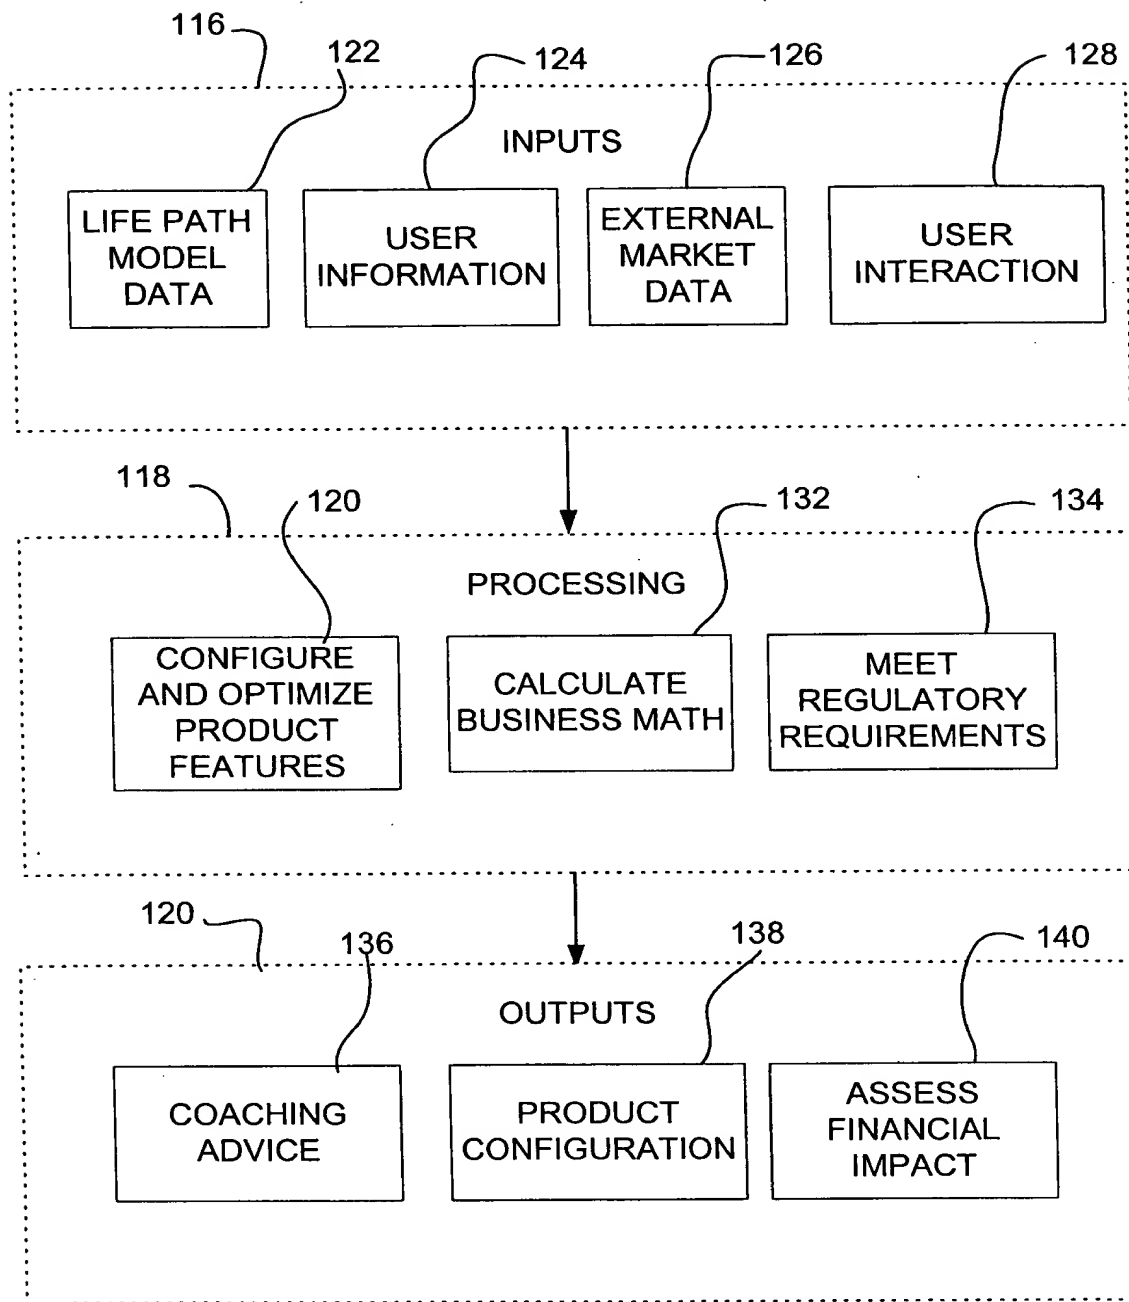 116
122
124
126
128
INPUTS
LIFE PATH
MODEL
DATA
USER
INFORMATION
EXTERNAL
MARKET
DATA
USER
INTERACTION
118
120
132
134
PROCESSING
CONFIGURE
AND OPTIMIZE
PRODUCT
FEATURES
CALCULATE
BUSINESS MATH
MEET
REGULATORY
REQUIREMENTS
120
136
138
140
OUTPUTS
COACHING
ADVICE
PRODUCT
CONFIGURATION
ASSESS
FINANCIAL
IMPACT